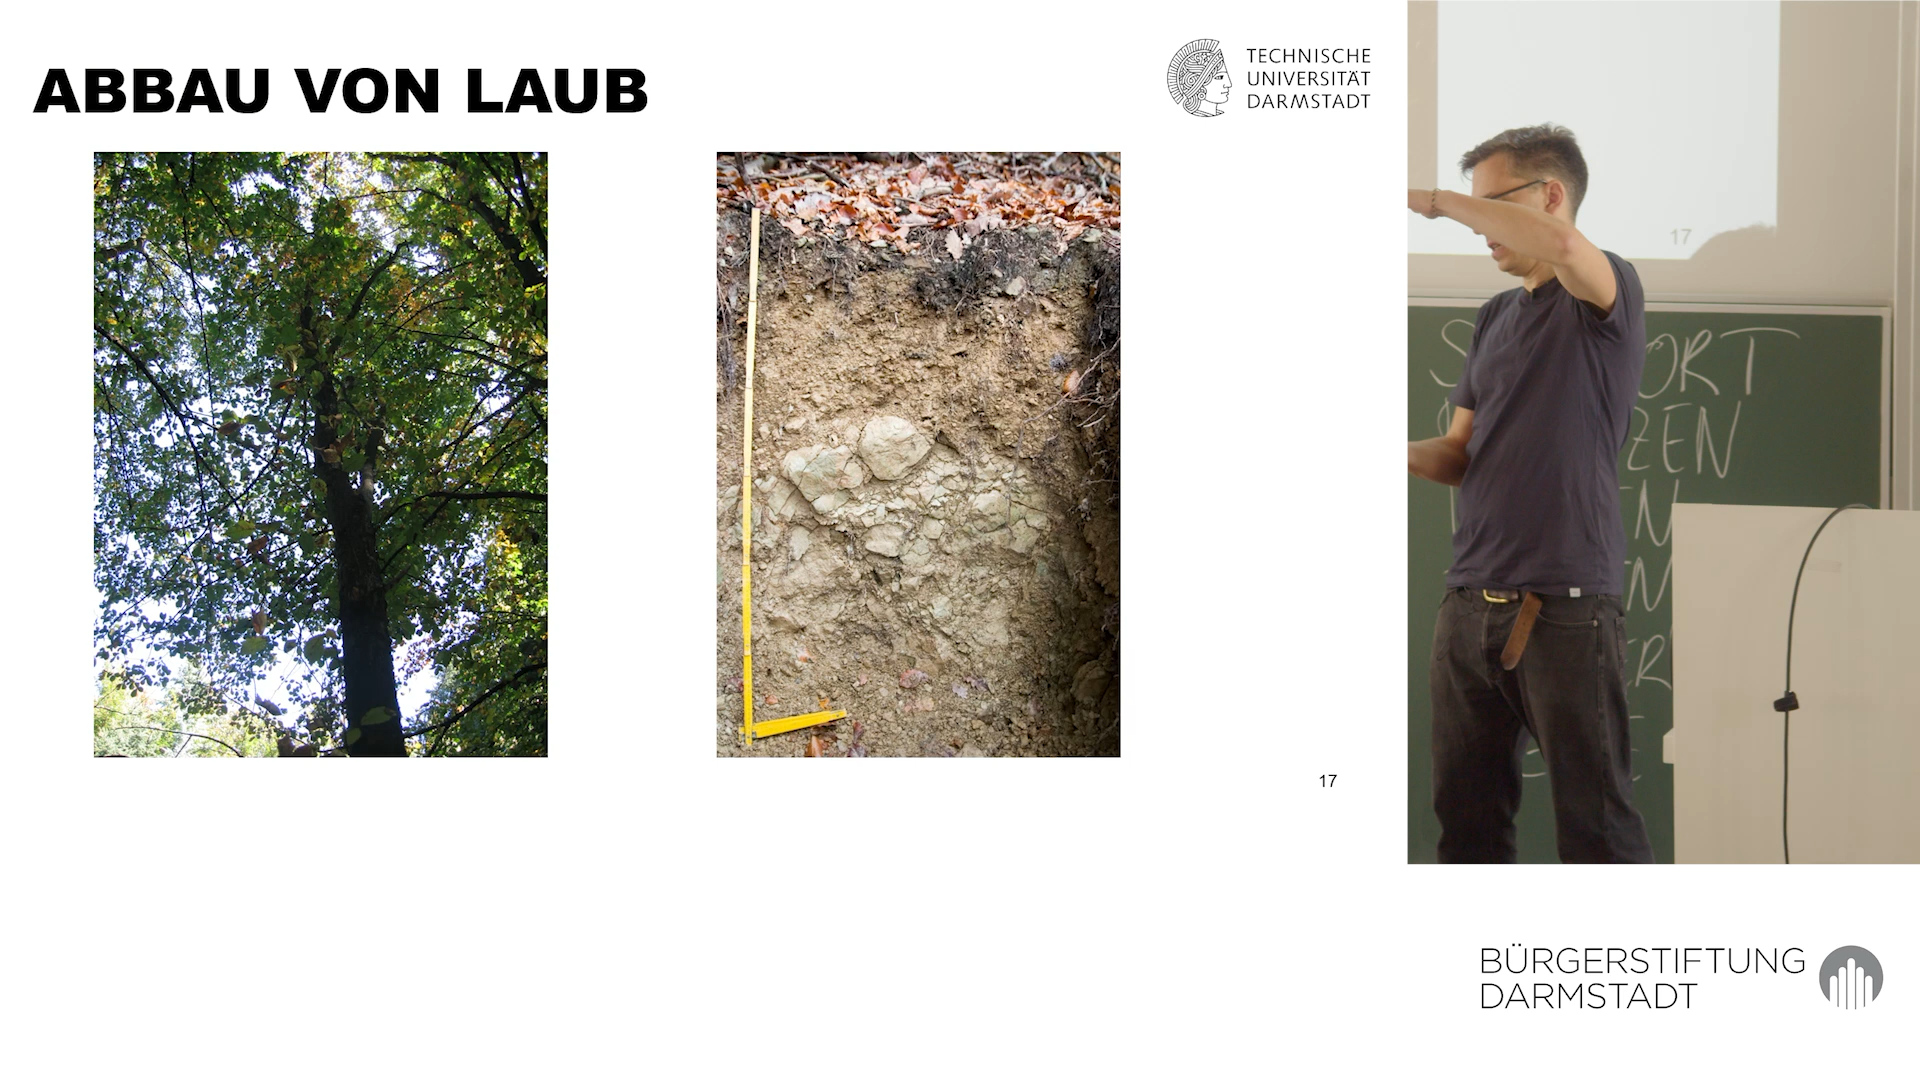 ABBAU VON LAUB
TECHNISCHE
UNIVERSITÄT
DARMSTADT
17
17
BÜRGERSTIFTUNG
DARMSTADT